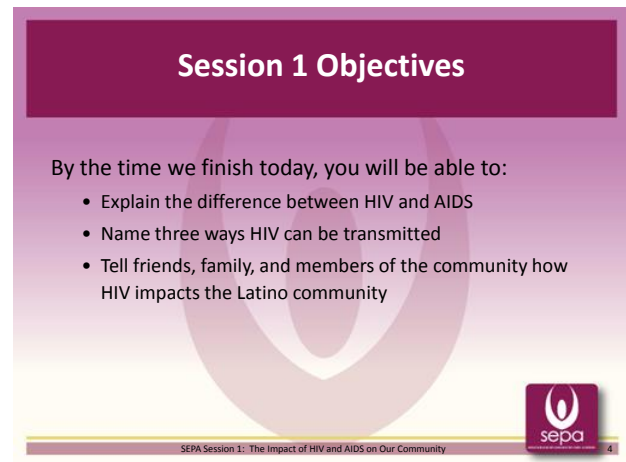 Session 1 Objectives
By the time we finish today, you will be able to:
• Explain the difference between HIV and AIDS
• Name three ways HIV can be transmitted
• Tell friends, family, and members of the community how
HIV impacts the Latino community
sepa
SEPA Session 1: The Impact of HIV and AIDS on Our Community
4